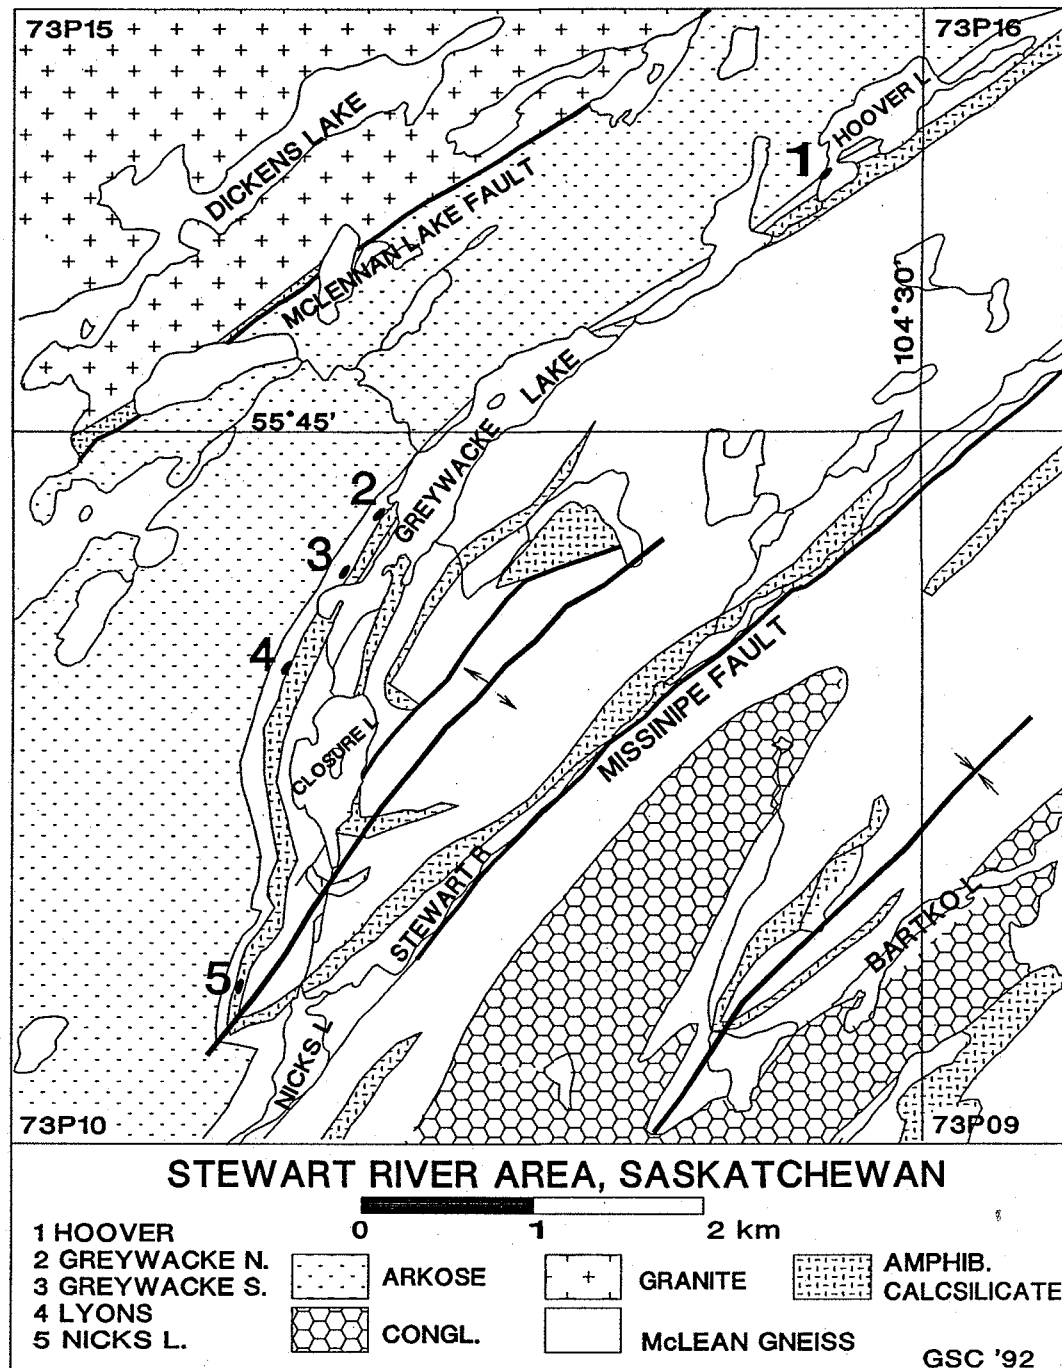 73P15
73P16
HOOVER L
1
DICKENS LAKE
MCLENNAN LAKE FAULT
104°30'
LAKE
55°45'
GREYWACKE
2
3
4
MISSINIPE FAULT
CLOSURE L
STEWART R
BARTKO L
5
NICKS L
73P10
73P09
STEWART RIVER AREA, SASKATCHEWAN
0 1 2 km
1 HOOVER
2 GREYWACKE N.
3 GREYWACKE S.
4 LYONS
5 NICKS L.
ARKOSE
CONGL.
GRANITE
McLEAN GNEISS
AMPHIB.
CALCSILICATE
GSC '92